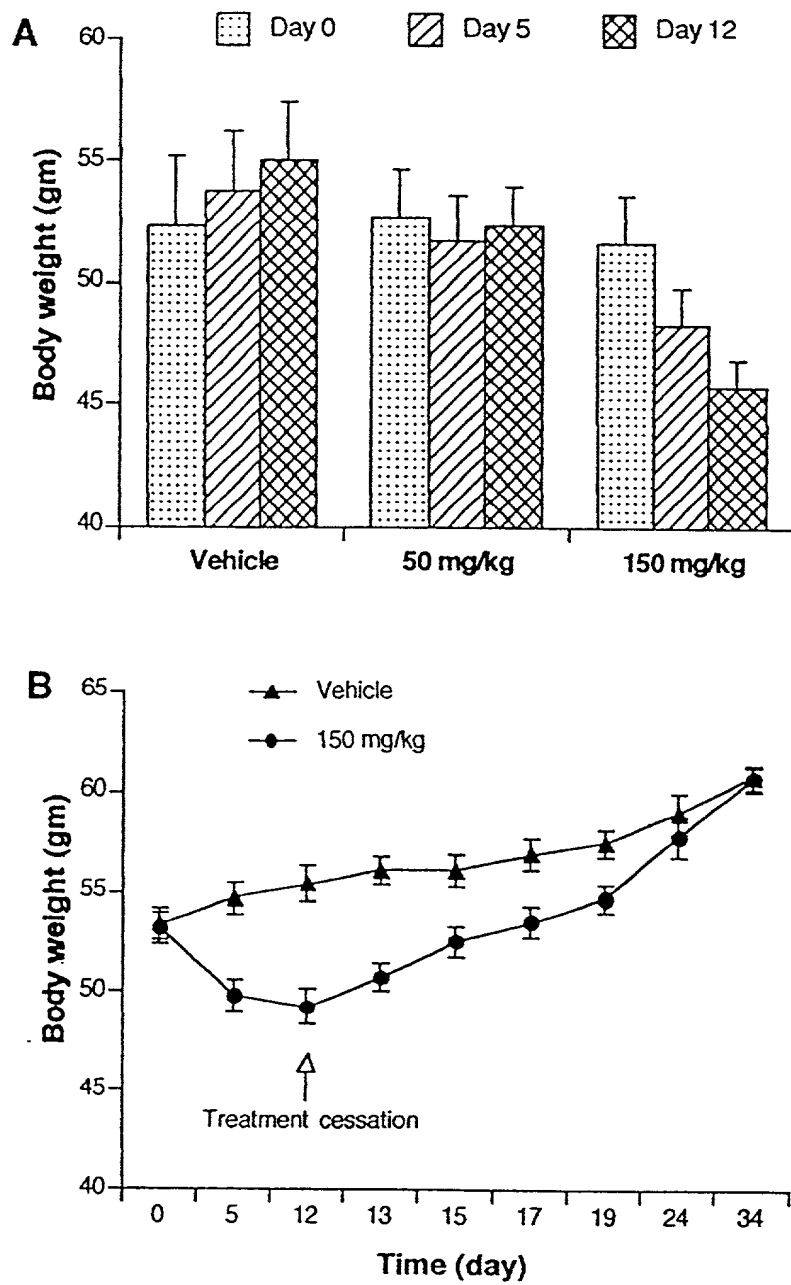 A
Day 0 Day 5 Day 12
60
55
50
45
40
Body weight (gm)
Vehicle 50 mg/kg 150 mg/kg
B
Vehicle
150 mg/kg
65
60
55
50
45
40
Body weight (gm)
Treatment cessation
0 5 12 13 15 17 19 24 34
Time (day)